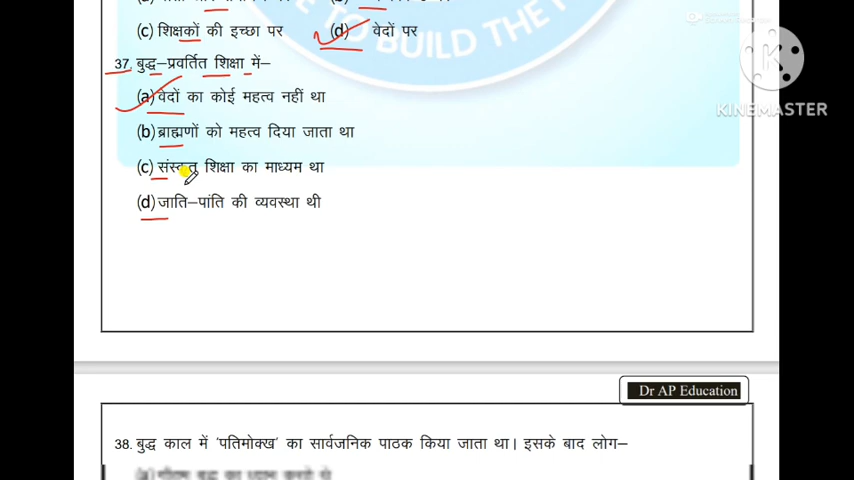 (c) शिक्षकों की इच्छा पर (d) वेदों पर
TO BUILD THE
37. बुद्ध–प्रवर्तित शिक्षा में–
KINEMASTER
(a) वेदों का कोई महत्व नहीं था
(b) ब्राह्मणों को महत्व दिया जाता था
(c) संस्कृत शिक्षा का माध्यम था
(d) जाति–पांति की व्यवस्था थी
Dr AP Education
38. बुद्ध काल में 'पतिमोक्ख' का सार्वजनिक पाठक किया जाता था। इसके बाद लोग–